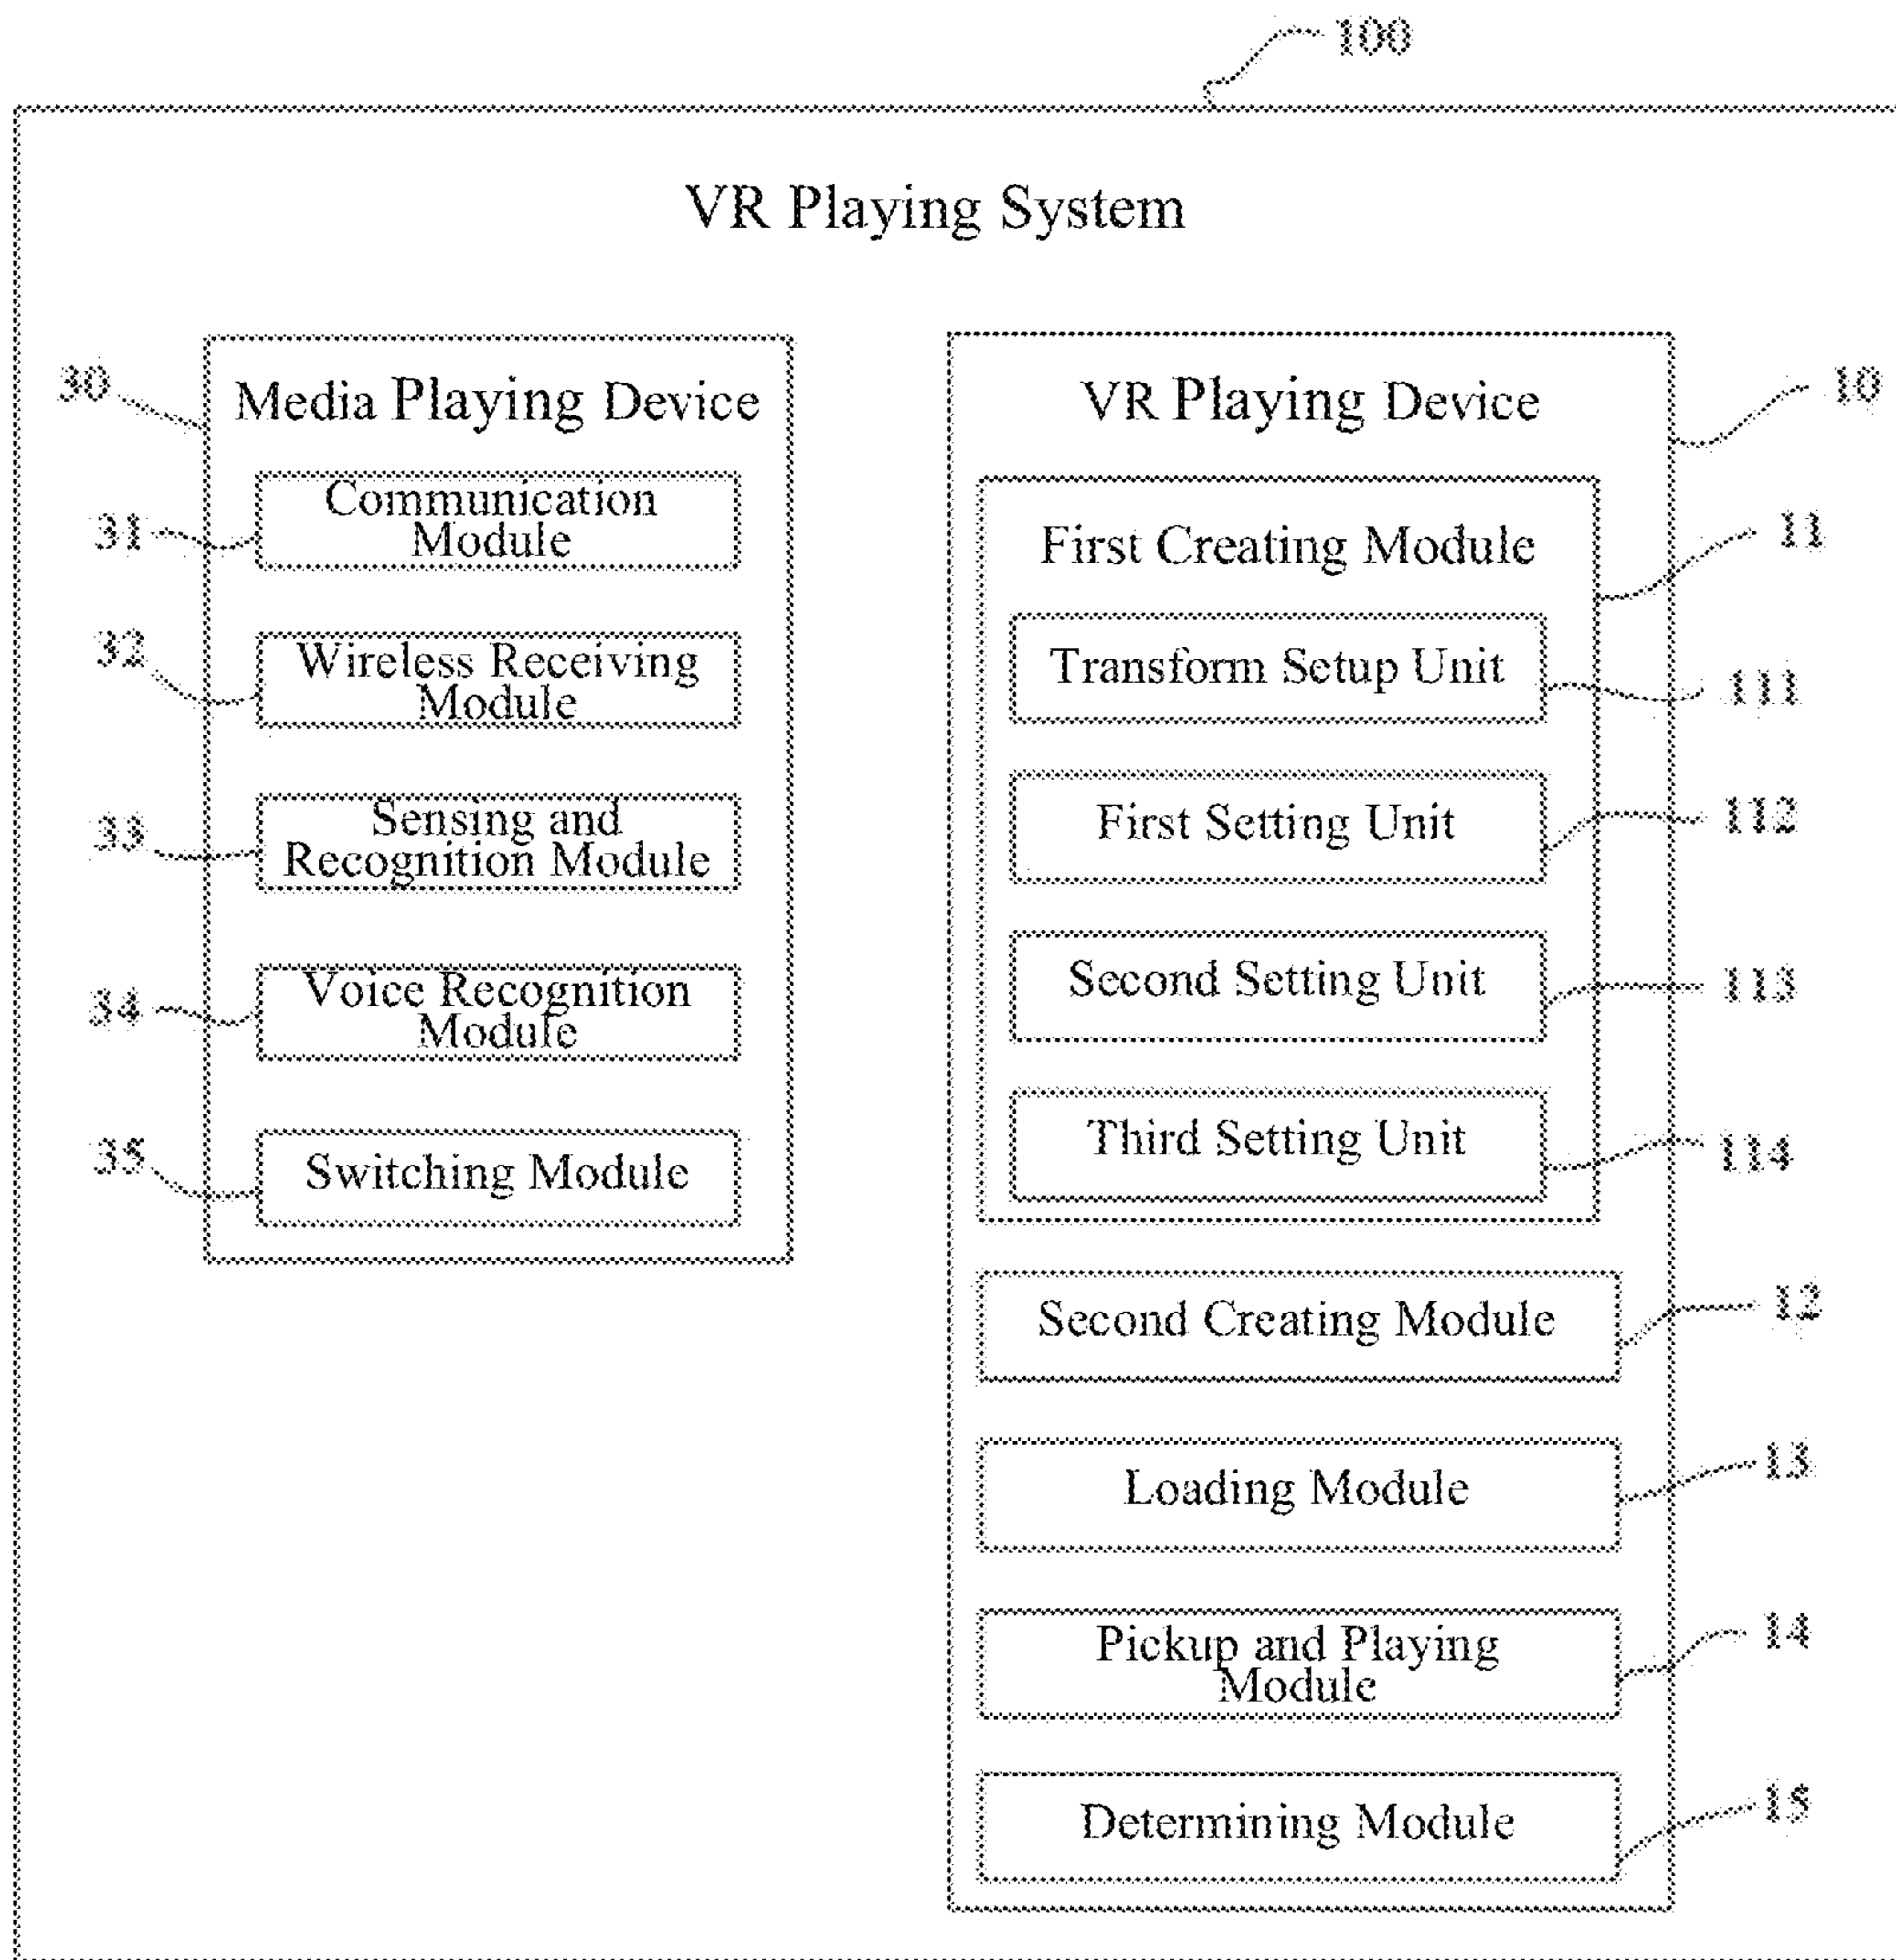 100
VR Playing System
30
Media Playing Device
31
Communication
Module
32
Wireless Receiving
Module
33
Sensing and
Recognition Module
34
Voice Recognition
Module
35
Switching Module
VR Playing Device
10
First Creating Module
11
Transform Setup Unit
111
First Setting Unit
112
Second Setting Unit
113
Third Setting Unit
114
Second Creating Module
12
Loading Module
13
Pickup and Playing
Module
14
Determining Module
15